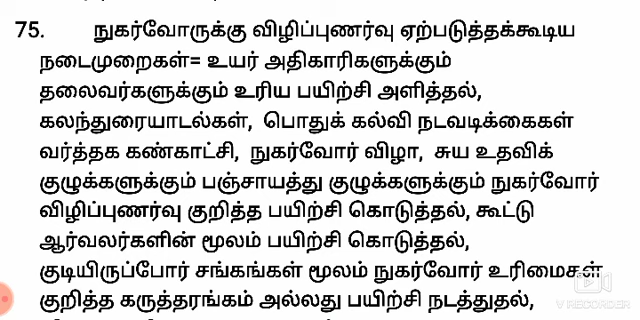 75. நுகர்வோருக்கு விழிப்புணர்வு ஏற்படுத்தக்கூடிய
நடைமுறைகள்= உயர் அதிகாரிகளுக்கும்
தலைவர்களுக்கும் உரிய பயிற்சி அளித்தல்,
கலந்துரையாடல்கள், பொதுக் கல்வி நடவடிக்கைகள்
வர்த்தக கண்காட்சி, நுகர்வோர் விழா, சுய உதவிக்
குழுக்களுக்கும் பஞ்சாயத்து குழுக்களுக்கும் நுகர்வோர்
விழிப்புணர்வு குறித்த பயிற்சி கொடுத்தல், கூட்டு
ஆர்வலர்களின் மூலம் பயிற்சி கொடுத்தல்,
குடியிருப்போர் சங்கங்கள் மூலம் நுகர்வோர் உரிமைகள்
குறித்த கருத்தரங்கம் அல்லது பயிற்சி நடத்துதல்,
V RECORDER